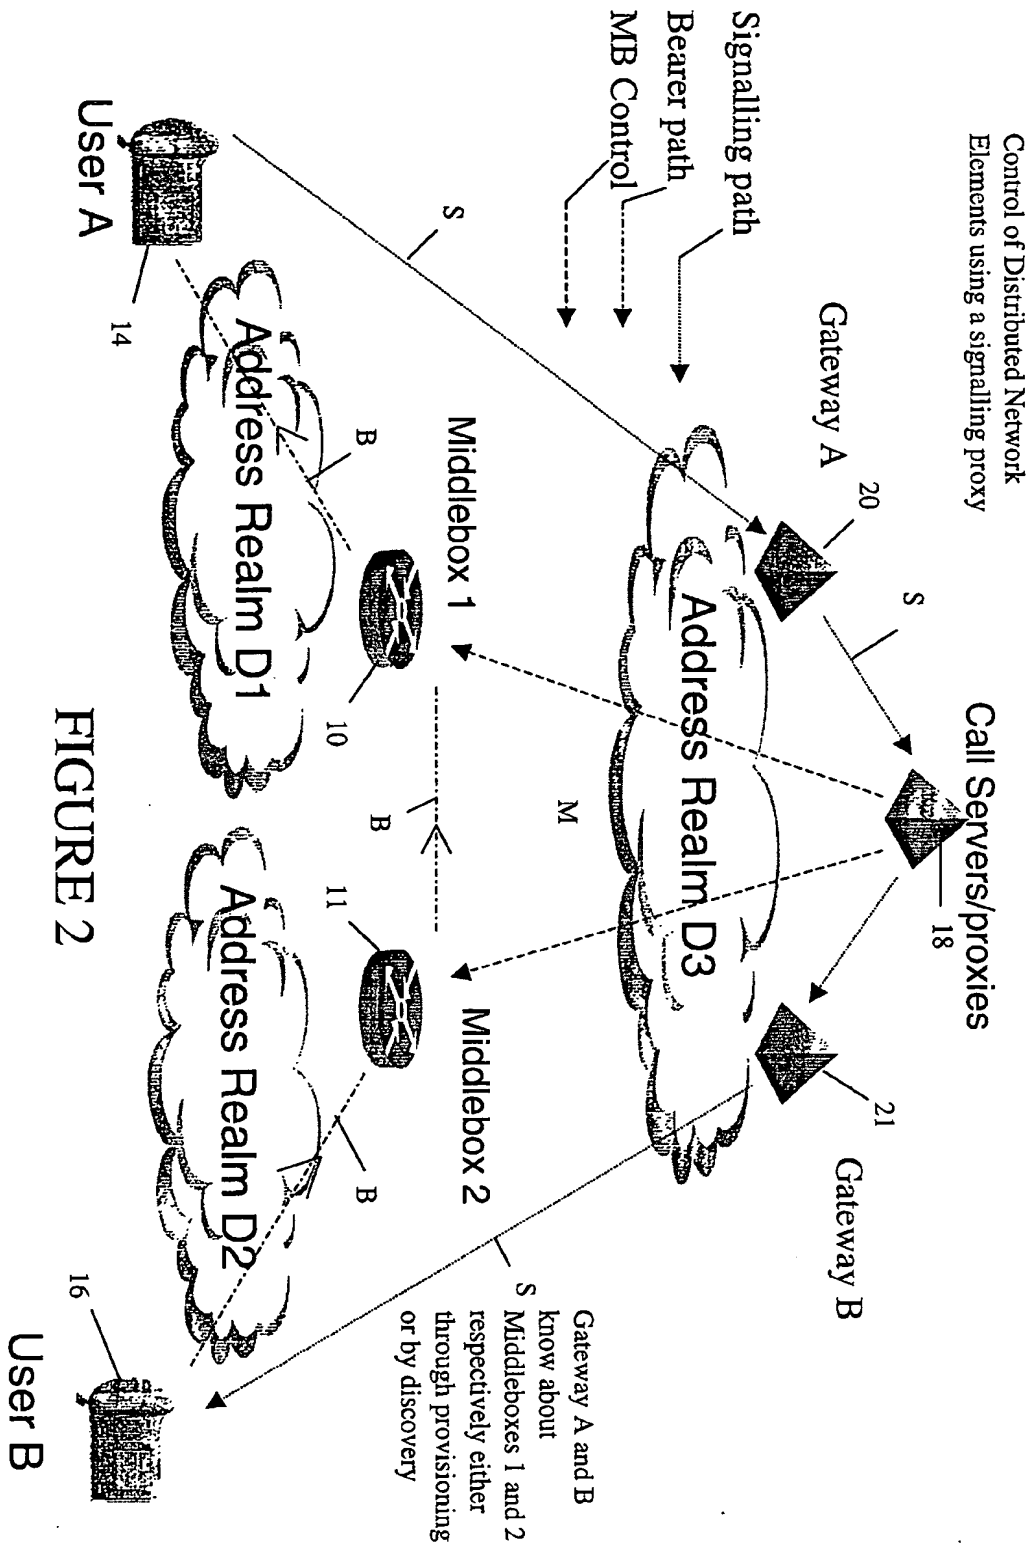 Control of Distributed Network
Elements using a signalling proxy
Call Servers/proxies
18
Gateway A
20
S
21
Gateway B
Signalling path
Bearer path
MB Control
Address Realm D3
M
S
S
Gateway A and B
know about
Middleboxes 1 and 2
respectively either
through provisioning
or by discovery
Middlebox 1
Middlebox 2
10
B
11
B
B
Address Realm D1
Address Realm D2
14
16
User A
User B
FIGURE 2